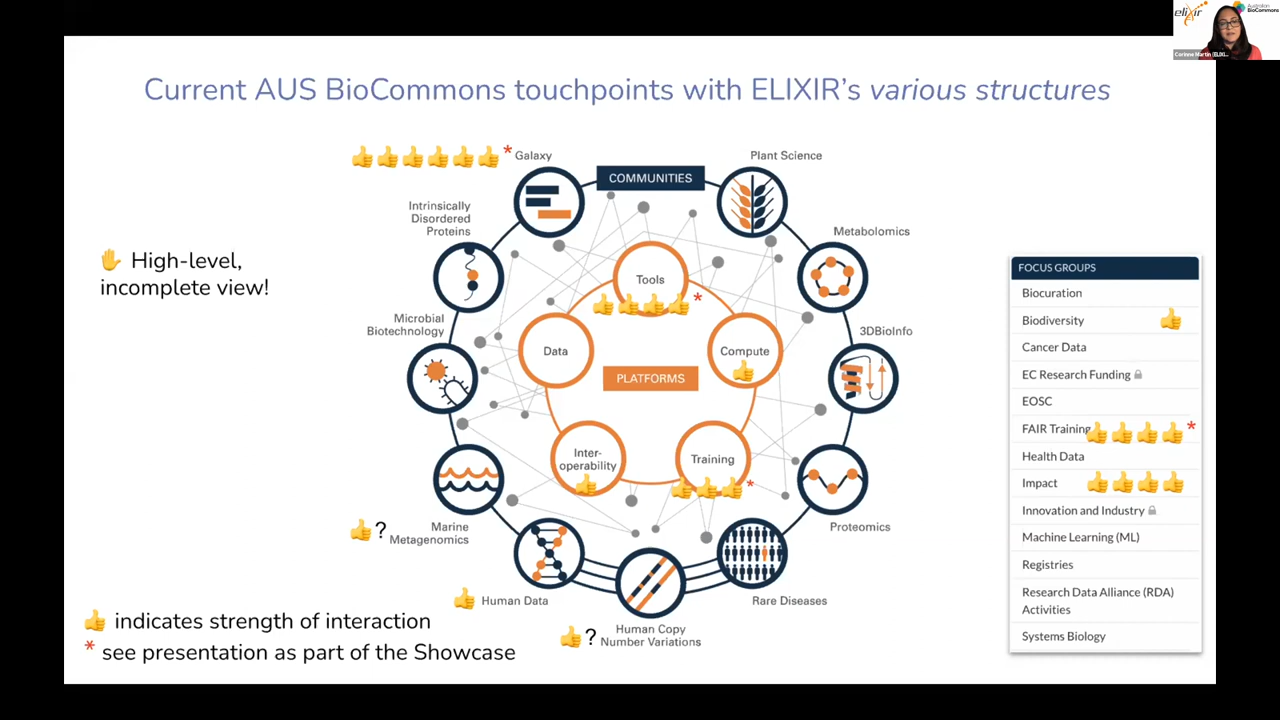 Current AUS BioCommons touchpoints with ELIXIR's various structures
elixir
Australian
BioCommons
Corinne Martin (ELIXI...
* Galaxy
COMMUNITIES
Plant Science
Intrinsically
Disordered
Proteins
Metabolomics
High-level,
incomplete view!
Tools
*
Microbial
Biotechnology
3DBioInfo
Data
Compute
PLATFORMS
Inter-
operability
Training
*
? Marine
Metagenomics
Proteomics
Human Data
Rare Diseases
? Human Copy
Number Variations
FOCUS GROUPS
Biocuration
Biodiversity
Cancer Data
EC Research Funding
EOSC
FAIR Training *
Health Data
Impact
Innovation and Industry
Machine Learning (ML)
Registries
Research Data Alliance (RDA)
Activities
Systems Biology
indicates strength of interaction
* see presentation as part of the Showcase